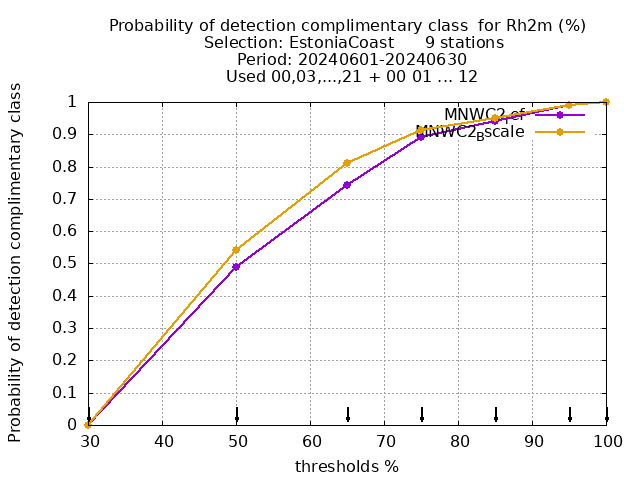 Probability of detection complimentary class  for Rh2m (%)
Selection: EstoniaCoast      9 stations
Period: 20240601-20240630
Used 00,03,...,21 + 00 01 ... 12
Probability of detection complimentary class
1
0.9
0.8
0.7
0.6
0.5
0.4
0.3
0.2
0.1
0
30 40 50 60 70 80 90 100
thresholds %
MNWC2
MNWC2Bscale